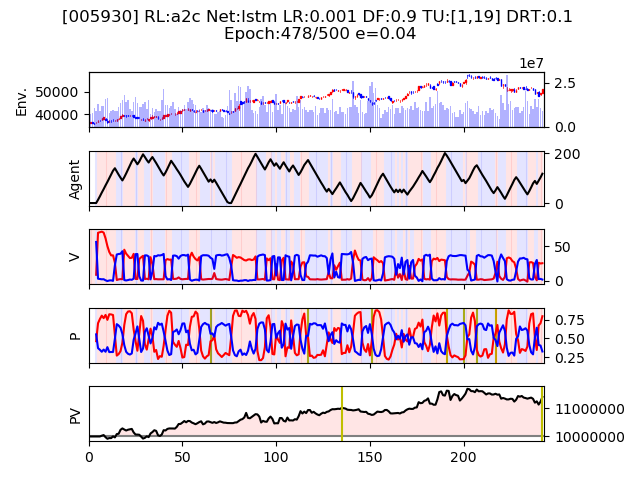 [005930] RL:a2c Net:lstm LR:0.001 DF:0.9 TU:[1,19] DRT:0.1
Epoch:478/500 e=0.04
1e7
Env.
50000
40000
2.5
0.0
Agent
200
0
V
50
0
P
0.75
0.50
0.25
PV
11000000
10000000
0 50 100 150 200